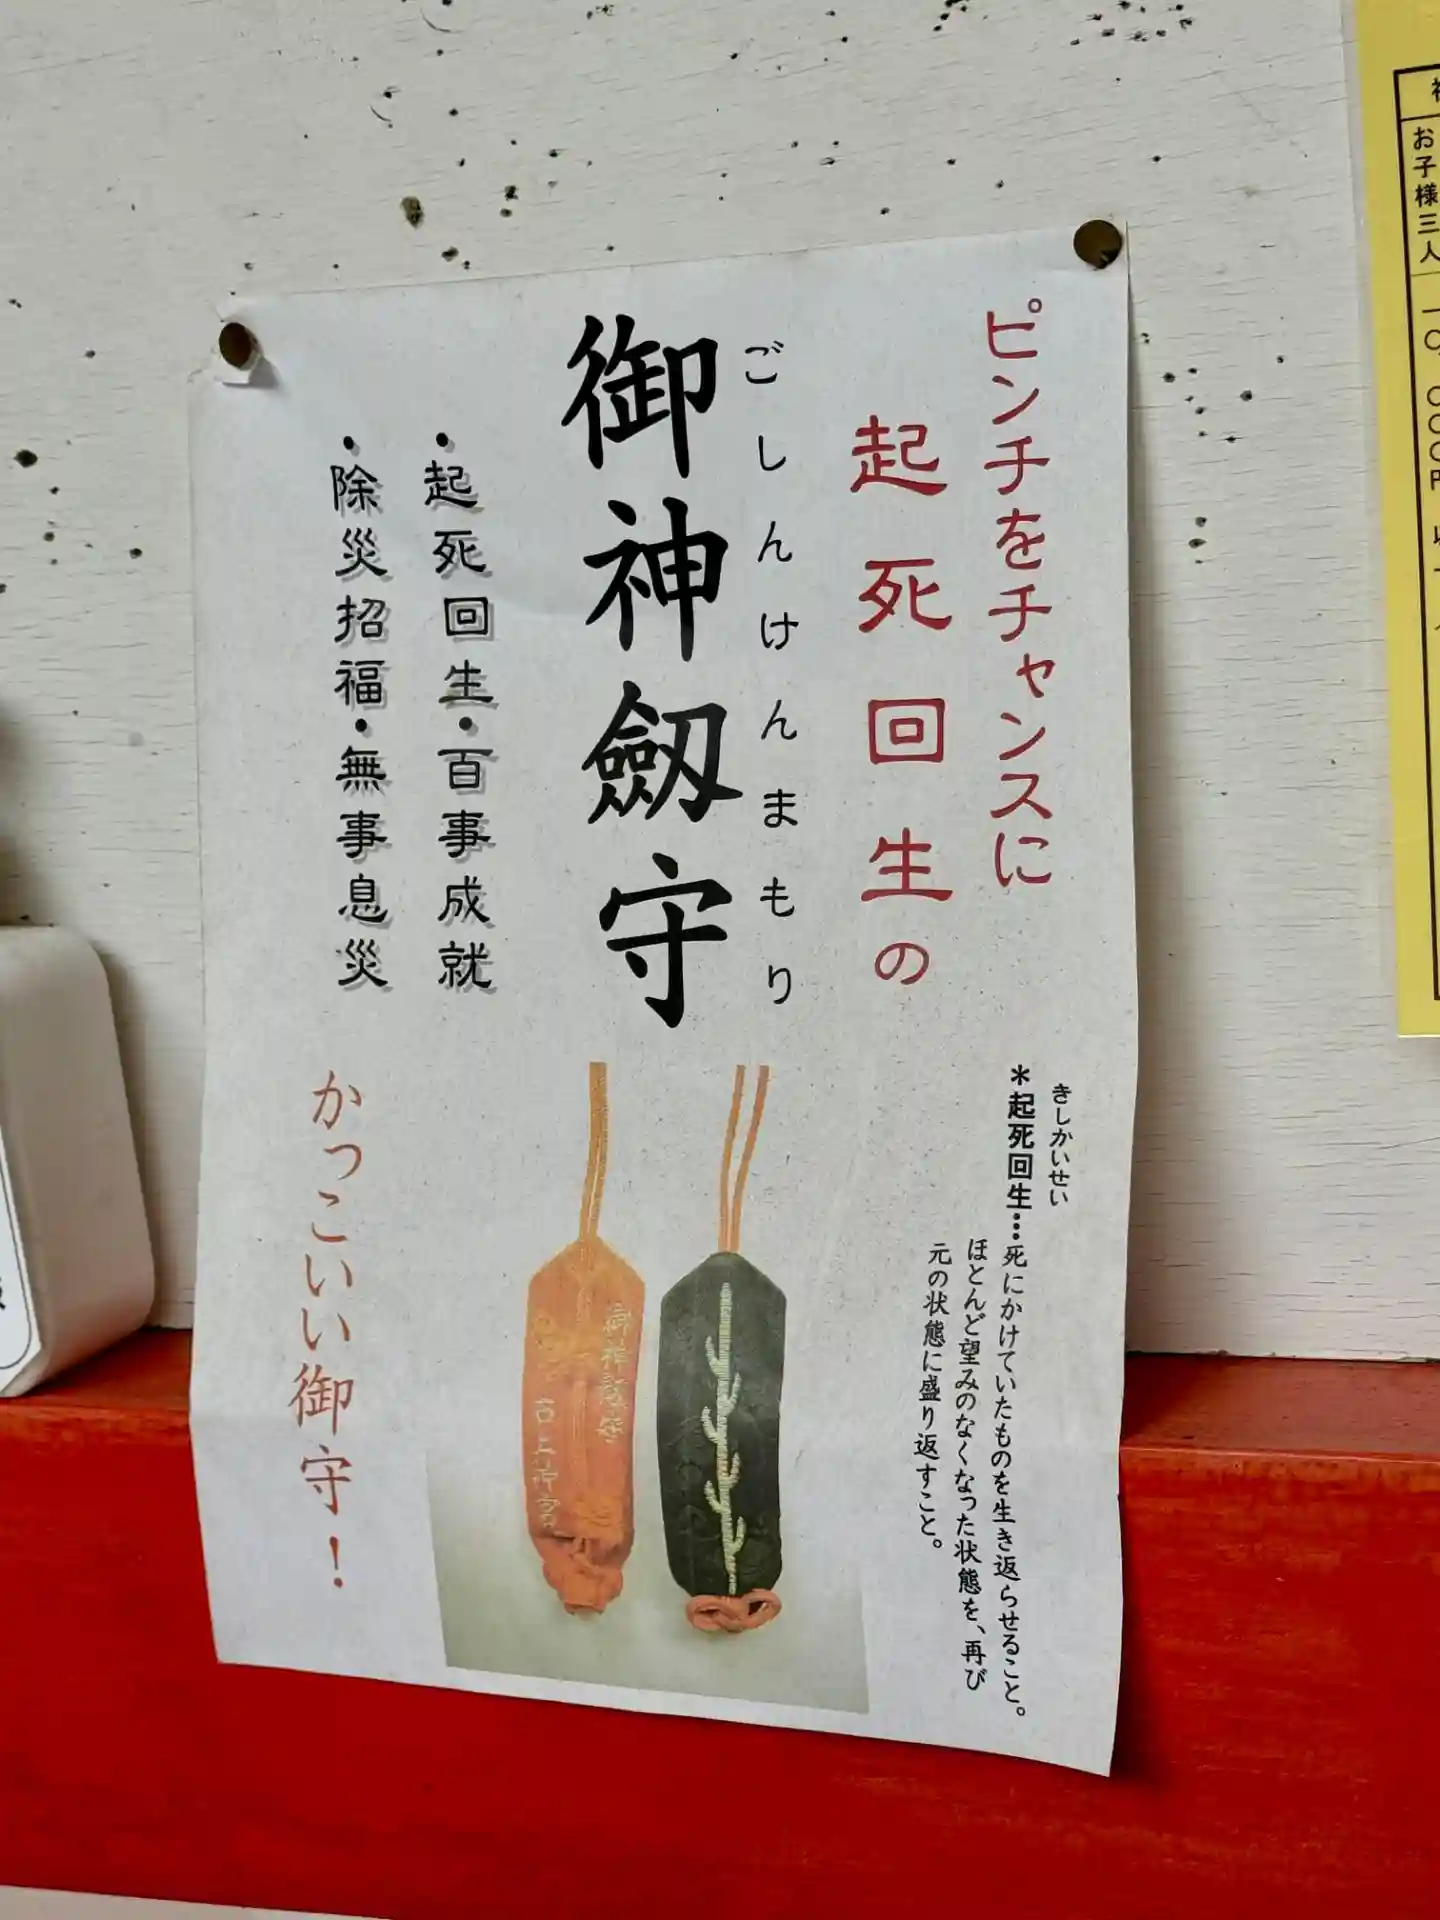 ピンチをチャンスに
起死回生の
ごしんけんまもり
御神劔守
・起死回生・百事成就
・除災招福・無事息災
きしかいせい
＊起死回生…死にかけていたものを生き返らせること。
ほとんど望みのなくなった状態を、再び
元の状態に盛り返すこと。
かっこいい御守！
お子様三人